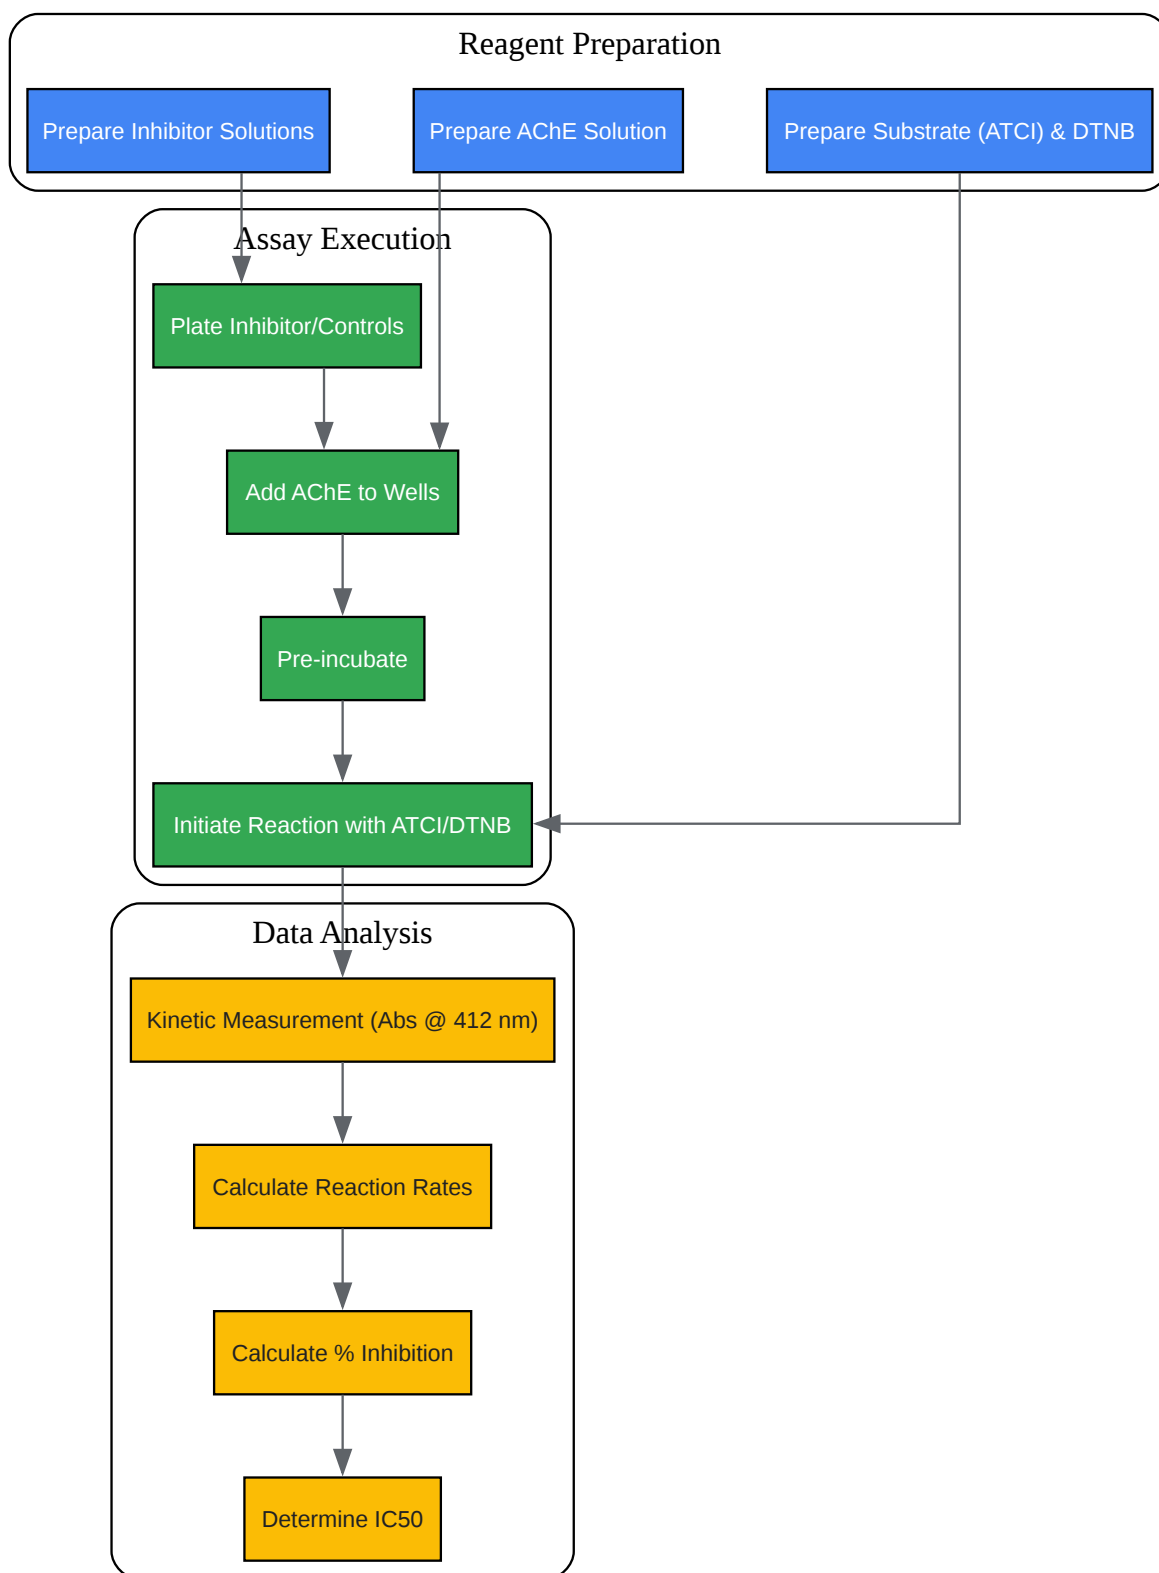 Reagent Preparation
Prepare Inhibitor Solutions
Prepare AChE Solution
Prepare Substrate (ATCI) & DTNB
Assay Execution
Plate Inhibitor/Controls
Add AChE to Wells
Pre-incubate
Initiate Reaction with ATCI/DTNB
Data Analysis
Kinetic Measurement (Abs @ 412 nm)
Calculate Reaction Rates
Calculate % Inhibition
Determine IC50